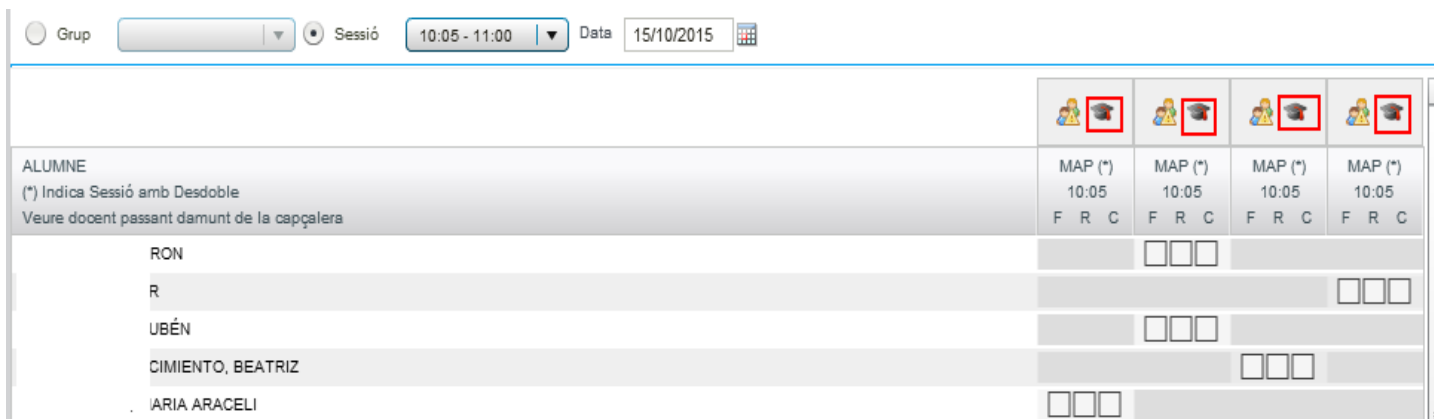 Grup Sessió 10:05 - 11:00 Data 15/10/2015
ALUMNE
(*) Indica Sessió amb Desdoble
Veure docent passant damunt de la capçalera
MAP (*) MAP (*) MAP (*) MAP (*)
10:05 10:05 10:05 10:05
F R C F R C F R C F R C
RON
R
UBÉN
CIMIENTO, BEATRIZ
ARIA ARACELI